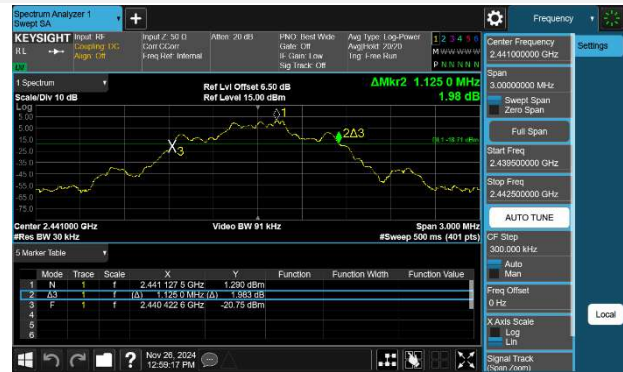 Spectrum Analyzer 1
Swept SA
+
Frequency
KEYSIGHT
RL
LV
Input: RF
Coupling: DC
Align: Off
Input Z: 50 Ω
Corr CCorr
Freq Ref: Internal
Atten: 20 dB
PNO: Best Wide
Gate: Off
IF Gain: Low
Sig Track: Off
Avg Type: Log-Power
Avg|Hold: 20/20
Trig: Free Run
1 2 3 4 5 6
M W W W W W
P N N N N N
Center Frequency
2.441000000 GHz
Settings
1 Spectrum
Scale/Div 10 dB
Ref Lvl Offset 6.50 dB
Ref Level 15.00 dBm
ΔMkr2 1.125 0 MHz
1.98 dB
Span
3.00000000 MHz
Swept Span
Zero Span
Log
5.00
-5.00
-15.0
-25.0
-35.0
-45.0
-55.0
-65.0
-75.0
1
2Δ3
3
DL1 -18.71 dBm
Full Span
Start Freq
2.439500000 GHz
Stop Freq
2.442500000 GHz
AUTO TUNE
Center 2.441000 GHz
#Res BW 30 kHz
Video BW 91 kHz
Span 3.000 MHz
#Sweep 500 ms (401 pts)
CF Step
300.000 kHz
Auto
Man
5 Marker Table
Mode Trace Scale X Y Function Function Width Function Value
1 N 1 f 2.441 127 5 GHz 1.290 dBm
2 Δ3 1 f (Δ) 1.125 0 MHz (Δ) 1.983 dB
3 F 1 f 2.440 422 6 GHz -20.75 dBm
4
5
6
Freq Offset
0 Hz
X Axis Scale
Log
Lin
Local
Signal Track
(Span Zoom)
?
Nov 26, 2024
12:59:17 PM